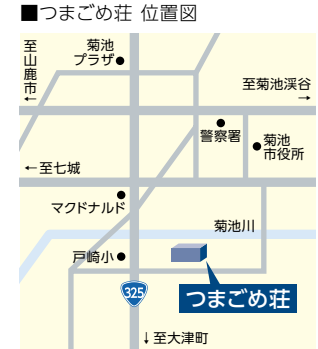 ■つまごめ荘 位置図
至山鹿市
↓
菊池
プラザ●
至菊池渓谷
→
●
警察署
●菊池
市役所
←至七城
●
マクドナルド
菊池川
戸崎小●
325
つまごめ荘
↓至大津町